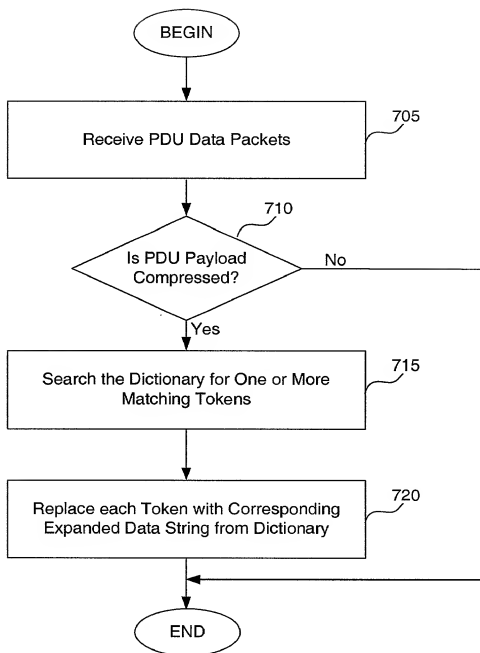 BEGIN
705
Receive PDU Data Packets
710
Is PDU Payload
Compressed?
No
Yes
715
Search the Dictionary for One or More
Matching Tokens
720
Replace each Token with Corresponding
Expanded Data String from Dictionary
END